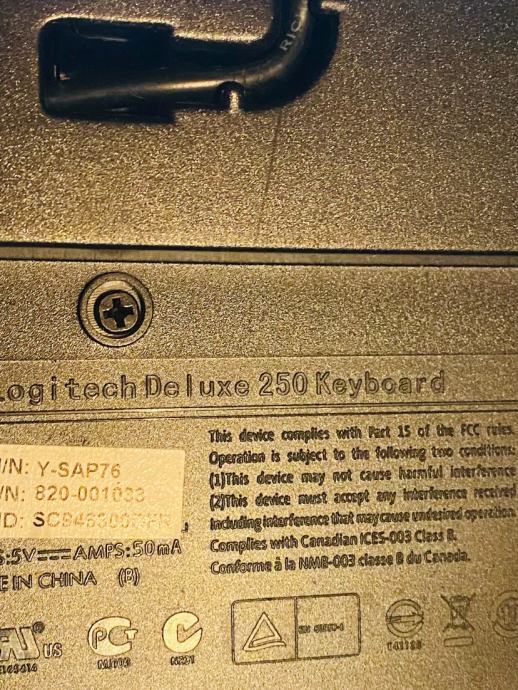 RIG
ogitech Deluxe 250 Keyboard
/N: Y-SAP76
/N: 820-001033
ID:
:5V AMPS:50mA
E IN CHINA (B)
This device complies with Part 15 of the FCC rules.
Operation is subject to the following two conditions:
(1)This device may not cause harmful interference
(2)This device must accept any interference received
including interference that may cause undesired operation.
Complies with Canadian ICES-003 Class B.
Conforme à la NMB-003 classe B du Canada.
US